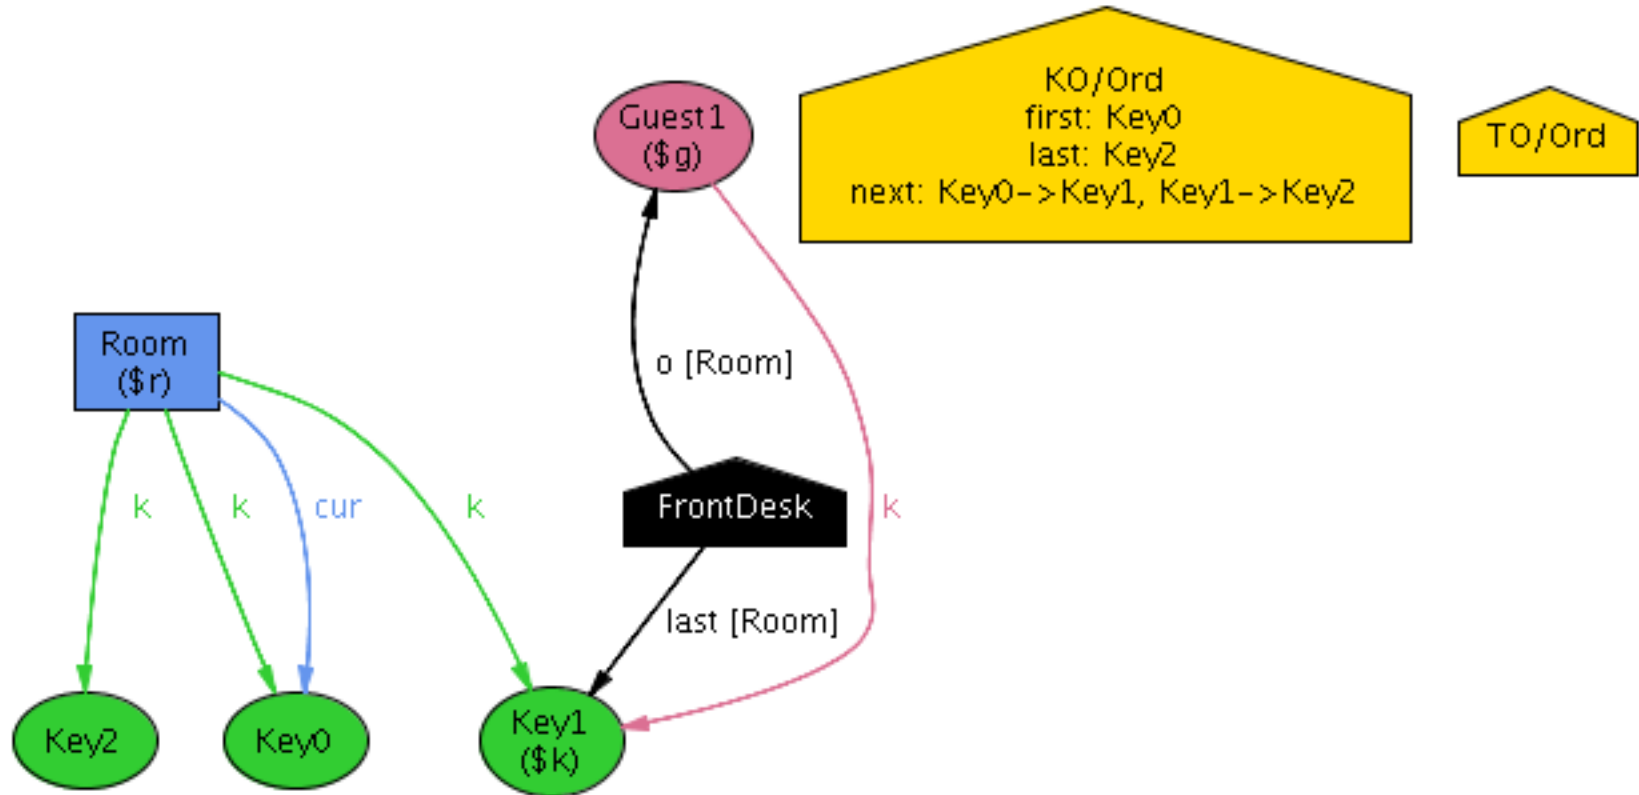 Guest1
($g)
KO/Ord
first: Key0
last: Key2
next: Key0->Key1, Key1->Key2
TO/Ord
Room
($r)
o [Room]
k
k
cur
k
FrontDesk
k
last [Room]
Key2
Key0
Key1
($k)